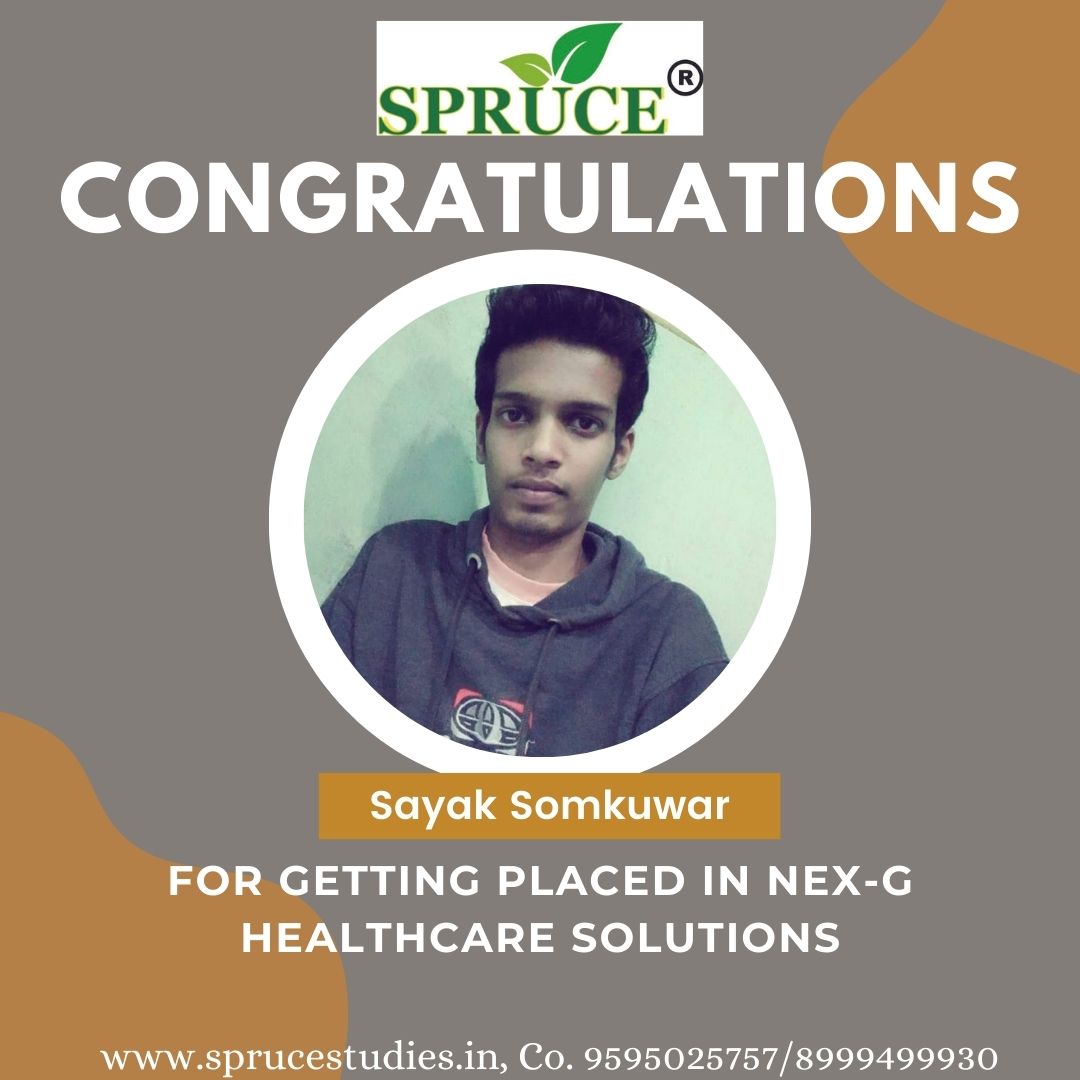 SPRUCE®
CONGRATULATIONS
Sayak Somkuwar
FOR GETTING PLACED IN NEX-G
HEALTHCARE SOLUTIONS
www.sprucestudies.in, Co. 9595025757/8999499930